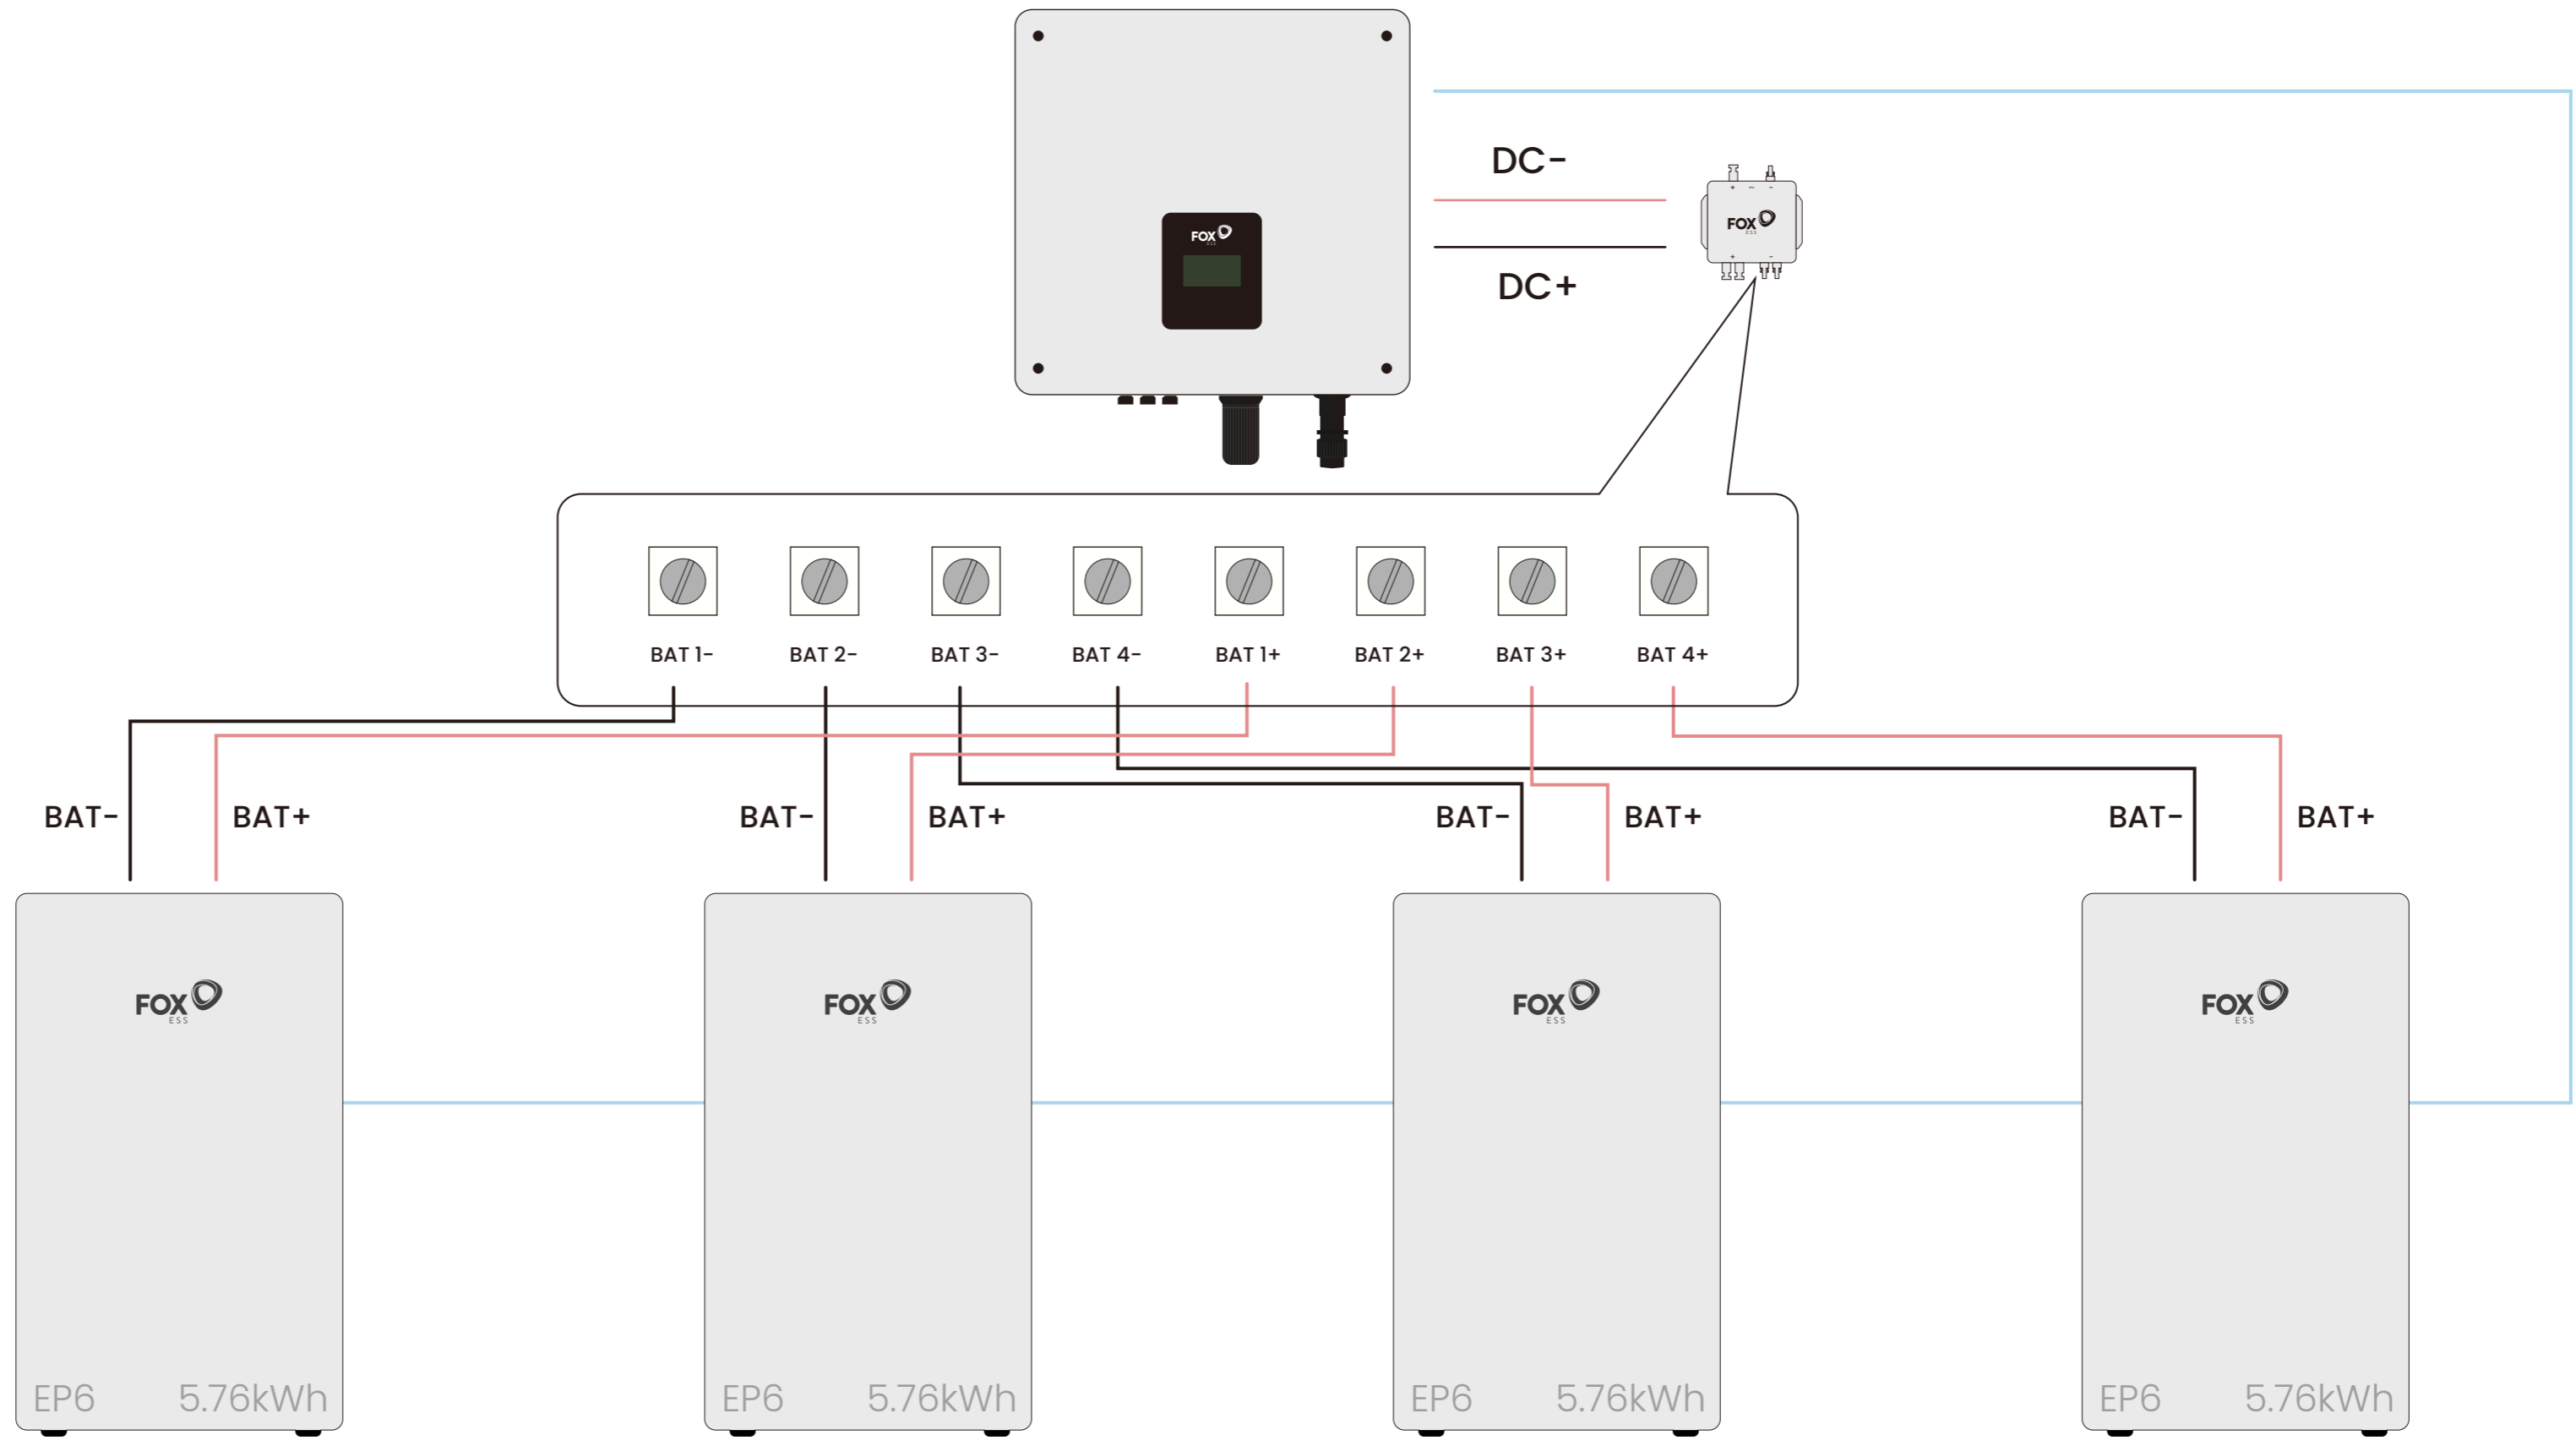 DC-
FOX
ESS
FOX
ESS
DC+
BAT 1-
BAT 2-
BAT 3-
BAT 4-
BAT 1+
BAT 2+
BAT 3+
BAT 4+
BAT-
BAT+
BAT-
BAT+
BAT-
BAT+
BAT-
BAT+
FOX
ESS
FOX
ESS
FOX
ESS
FOX
ESS
EP6 5.76kWh
EP6 5.76kWh
EP6 5.76kWh
EP6 5.76kWh